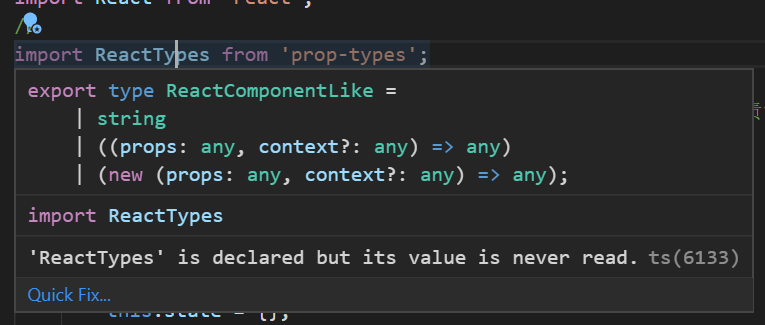 import React from 'react';
/
import ReactTypes from 'prop-types';
export type ReactComponentLike =
| string
| ((props: any, context?: any) => any)
| (new (props: any, context?: any) => any);
import ReactTypes
'ReactTypes' is declared but its value is never read. ts(6133)
Quick Fix...
this.state = {};